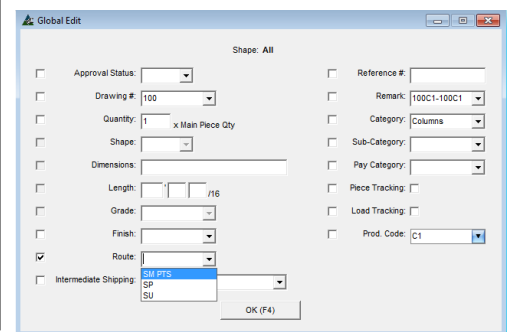 Global Edit
Shape: All
Approval Status:
Reference #:
Drawing #: 100
Remark: 100C1-100C1
Quantity: 1 x Main Piece Qty
Category: Columns
Shape:
Sub-Category:
Dimensions:
Pay Category:
Length: ' /16
Piece Tracking:
Grade:
Load Tracking:
Finish:
Prod. Code: C1
Route:
SM PTS
SP
SU
Intermediate Shipping:
OK (F4)